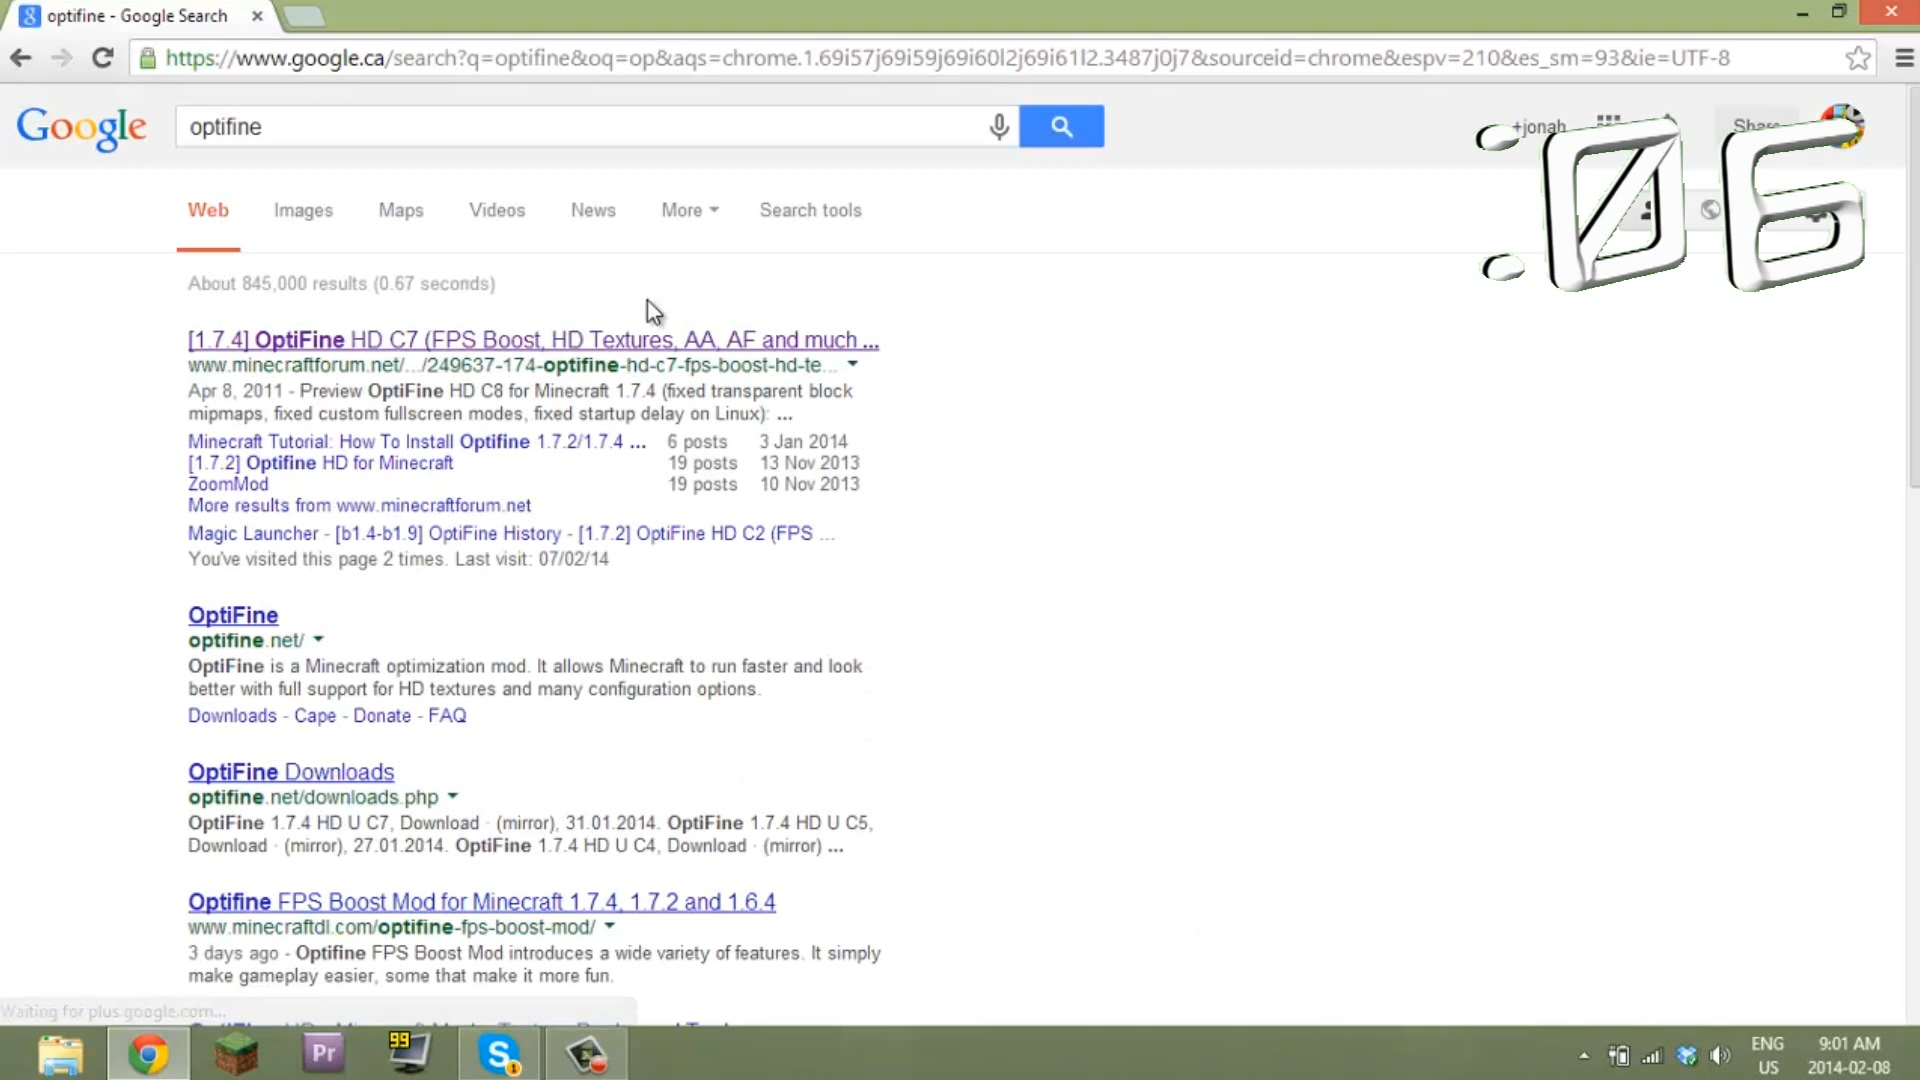 optifine - Google Search
https://www.google.ca/search?q=optifine&oq=op&aqs=chrome.1.69i57j69i59j69i60l2j69i61l2.3487j0j7&sourceid=chrome&espv=210&es_sm=93&ie=UTF-8
Google
optifine
+jonah
Share
:06
Web Images Maps Videos News More Search tools
About 845,000 results (0.67 seconds)
[1.7.4] OptiFine HD C7 (FPS Boost, HD Textures, AA, AF and much ...
www.minecraftforum.net/.../249637-174-optifine-hd-c7-fps-boost-hd-te...
Apr 8, 2011 - Preview OptiFine HD C8 for Minecraft 1.7.4 (fixed transparent block
mipmaps, fixed custom fullscreen modes, fixed startup delay on Linux): ...
Minecraft Tutorial: How To Install Optifine 1.7.2/1.7.4 ... 6 posts 3 Jan 2014
[1.7.2] Optifine HD for Minecraft 19 posts 13 Nov 2013
ZoomMod 19 posts 10 Nov 2013
More results from www.minecraftforum.net
Magic Launcher - [b1.4-b1.9] OptiFine History - [1.7.2] OptiFine HD C2 (FPS ...
You've visited this page 2 times. Last visit: 07/02/14
OptiFine
optifine.net/
OptiFine is a Minecraft optimization mod. It allows Minecraft to run faster and look
better with full support for HD textures and many configuration options.
Downloads - Cape - Donate - FAQ
OptiFine Downloads
optifine.net/downloads.php
OptiFine 1.7.4 HD U C7, Download · (mirror), 31.01.2014. OptiFine 1.7.4 HD U C5,
Download · (mirror), 27.01.2014. OptiFine 1.7.4 HD U C4, Download · (mirror) ...
Optifine FPS Boost Mod for Minecraft 1.7.4, 1.7.2 and 1.6.4
www.minecraftdl.com/optifine-fps-boost-mod/
3 days ago - Optifine FPS Boost Mod introduces a wide variety of features. It simply
make gameplay easier, some that make it more fun.
Waiting for plus.google.com...
Pr
99
S
1
ENG
US
9:01 AM
2014-02-08